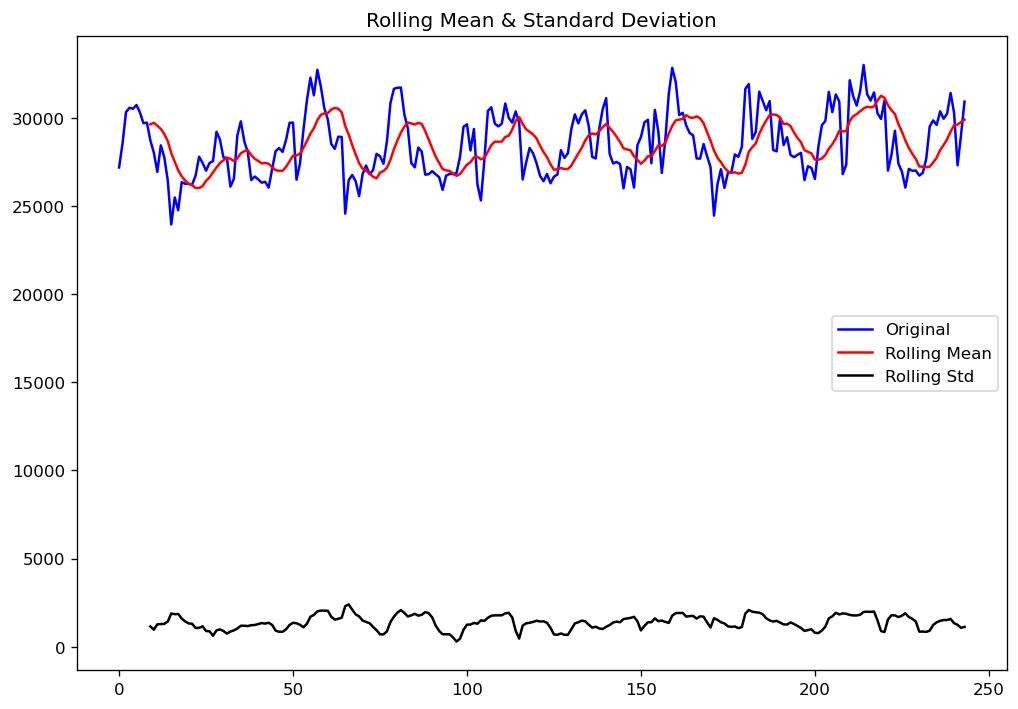 Rolling Mean & Standard Deviation
30000
25000
20000
15000
10000
5000
0
Original
Rolling Mean
Rolling Std
0 50 100 150 200 250